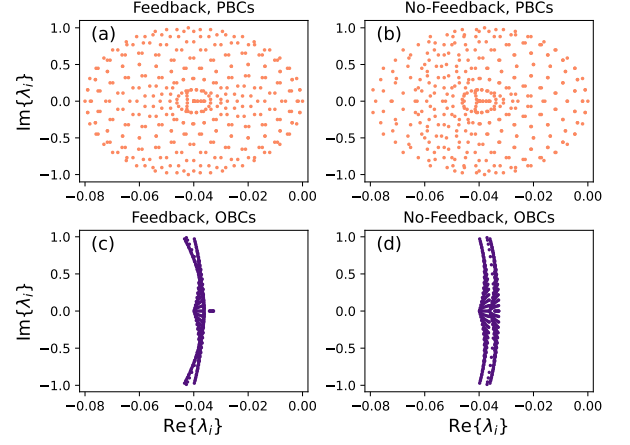 Feedback, PBCs
No-Feedback, PBCs
(a)
(b)
1.0
0.5
0.0
−0.5
−1.0
Im{λᵢ}
−0.08 −0.06 −0.04 −0.02 0.00
−0.08 −0.06 −0.04 −0.02 0.00
Feedback, OBCs
No-Feedback, OBCs
(c)
(d)
1.0
0.5
0.0
−0.5
−1.0
Im{λᵢ}
−0.08 −0.06 −0.04 −0.02 0.00
−0.08 −0.06 −0.04 −0.02 0.00
Re{λᵢ}
Re{λᵢ}